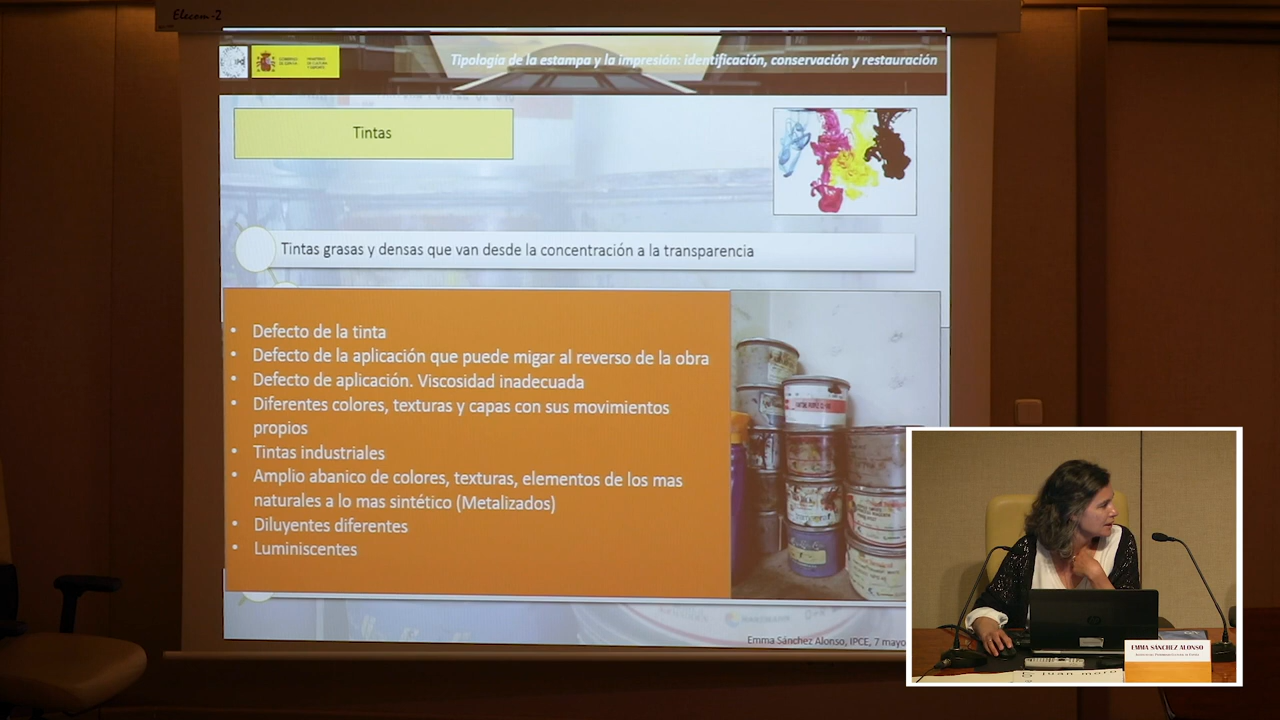 Elecom-2
Tipología de la estampa y la impresión: identificación, conservación y restauración
Tintas
Tintas grasas y densas que van desde la concentración a la transparencia
• Defecto de la tinta
• Defecto de la aplicación que puede migar al reverso de la obra
• Defecto de aplicación. Viscosidad inadecuada
• Diferentes colores, texturas y capas con sus movimientos
propios
• Tintas industriales
• Amplio abanico de colores, texturas, elementos de los mas
naturales a lo mas sintético (Metalizados)
• Diluyentes diferentes
• Luminiscentes
Emma Sánchez Alonso, IPCE, 7 mayo
EMMA SÁNCHEZ ALONSO